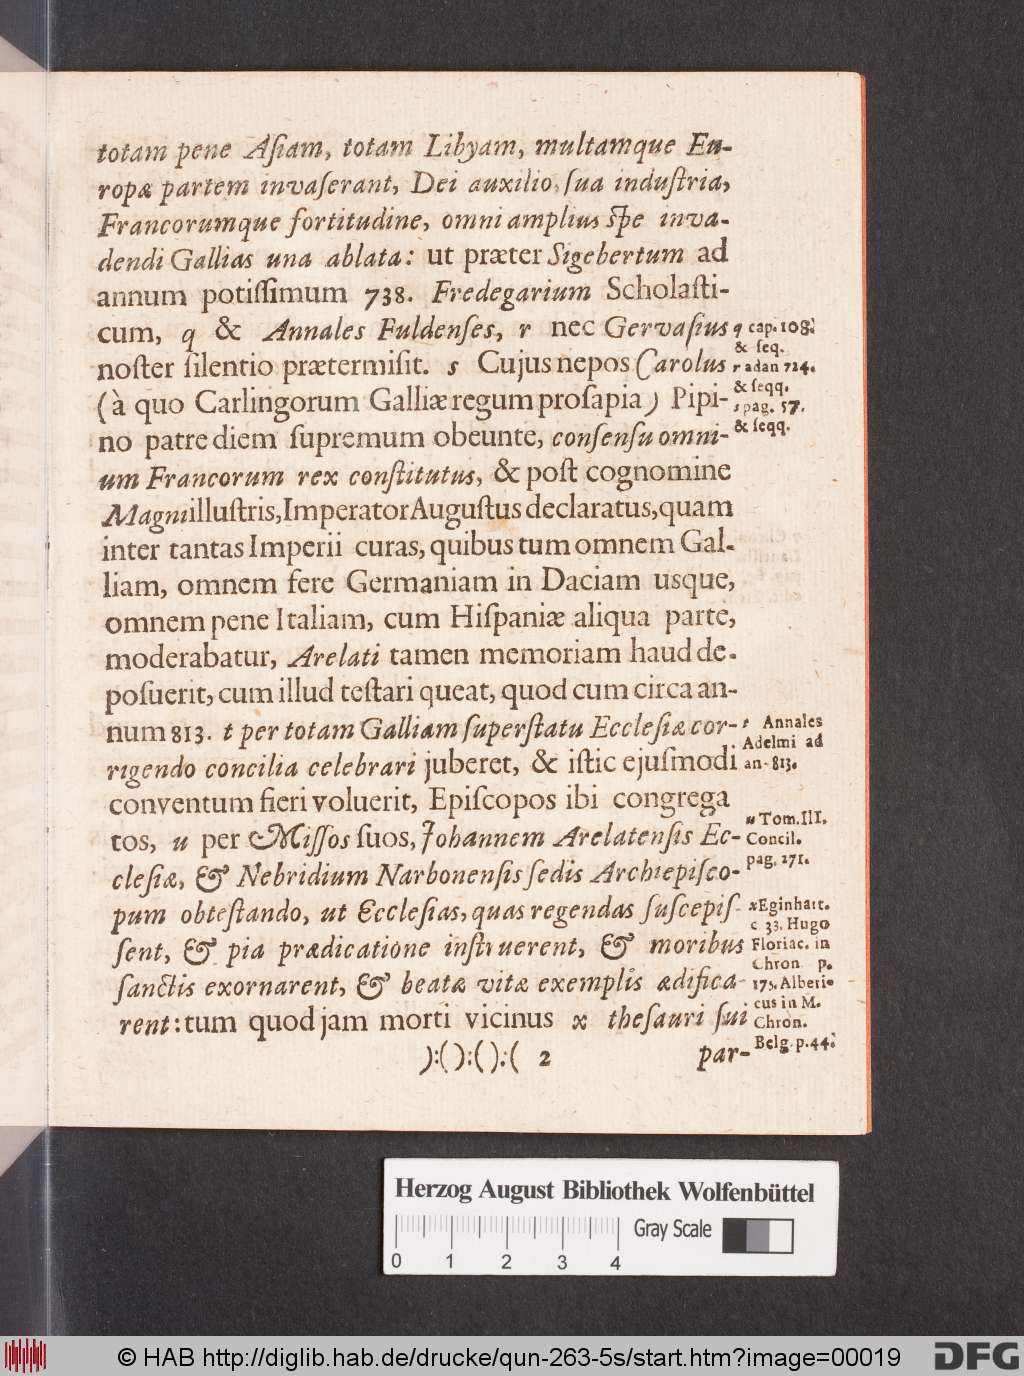 totam pene Aſiam, totam Libyam, multamque Eu-
ropæ partem invaſerant, Dei auxilio, ſua induſtria,
Francorumque fortitudine, omni amplius ſpe inva-
dendi Gallias una ablata: ut præter Sigebertum ad
annum potiſſimum 738. Fredegarium Scholaſti-
cum, q & Annales Fuldenſes, r nec Gervaſius
noſter ſilentio prætermiſit. s Cujus nepos Carolus
(à quo Carlingorum Galliæ regum proſapia) Pipi-
no patre diem ſupremum obeunte, conſenſu omni-
um Francorum rex conſtitutus, & poſt cognomine
Magni illuſtris, Imperator Auguſtus declaratus, quam
inter tantas Imperii curas, quibus tum omnem Gal-
liam, omnem fere Germaniam in Daciam usque,
omnem pene Italiam, cum Hiſpaniæ aliqua parte,
moderabatur, Arelati tamen memoriam haud de-
poſuerit, cum illud teſtari queat, quod cum circa an-
num 813. t per totam Galliam ſuperſtatu Eccleſiæ cor-
rigendo concilia celebrari juberet, & iſtic ejuſmodi
conventum fieri voluerit, Epiſcopos ibi congrega
tos, u per Miſſos ſuos, Johannem Arelatenſis Ec-
cleſiæ, & Nebridium Narbonenſis ſedis Archiepiſco-
pum obteſtando, ut Eccleſias, quas regendas ſuſcepiſ-
ſent, & pia prædicatione inſtruerent, & moribus
ſanctis exornarent, & beatæ vitæ exemplis ædifica-
rent: tum quod jam morti vicinus x theſauri ſui
):( ):( ):( 2
par-
q cap. 108.
& ſeq.
r ad an 724.
& ſeqq.
s pag. 57.
& ſeqq.
t Annales
Adelmi ad
an. 813.
u Tom. III.
Concil.
pag. 271.
x Eginhart.
c 33. Hugo
Floriac. in
Chron p.
175. Alberi-
cus in M.
Chron.
Belg. p. 44.
Herzog August Bibliothek Wolfenbüttel
Gray Scale
0 1 2 3 4
© HAB http://diglib.hab.de/drucke/qun-263-5s/start.htm?image=00019
DFG